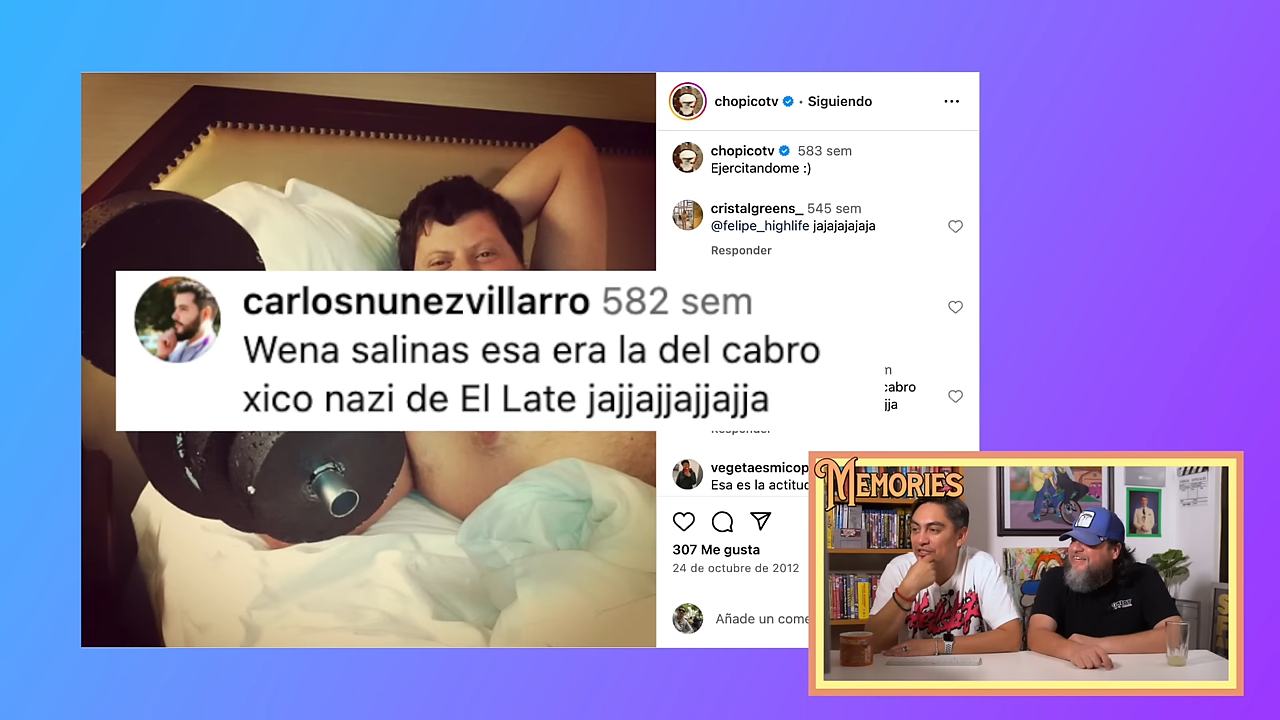 chopicotv • Siguiendo
chopicotv 583 sem
Ejercitandome :)
cristalgreens_ 545 sem
@felipe_highlife jajajajajaja
Responder
carlosnunezvillarro 582 sem
Wena salinas esa era la del cabro
xico nazi de El Late jajjajjajjajja
cabro
jja
Responder
vegetaesmicop
Esa es la actitud
307 Me gusta
24 de octubre de 2012
Añade un come
MEMORIES